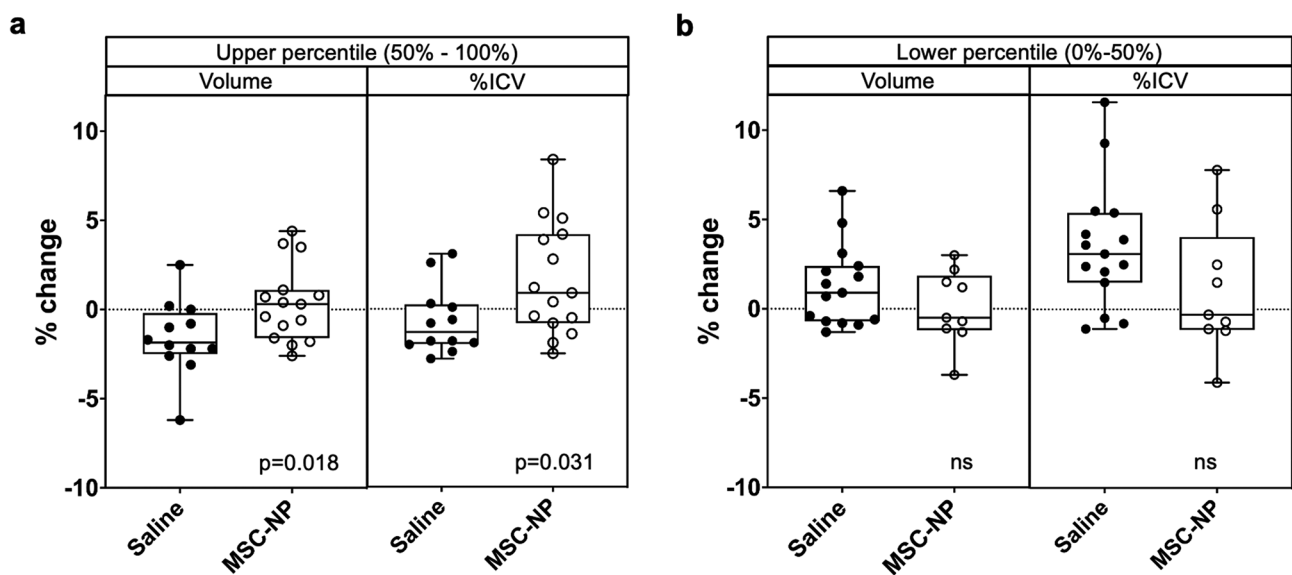 a
Upper percentile (50% - 100%)
Volume
%ICV
% change
10
5
0
-5
-10
p=0.018
p=0.031
Saline
MSC-NP
Saline
MSC-NP
b
Lower percentile (0%-50%)
Volume
%ICV
% change
10
5
0
-5
-10
ns
ns
Saline
MSC-NP
Saline
MSC-NP